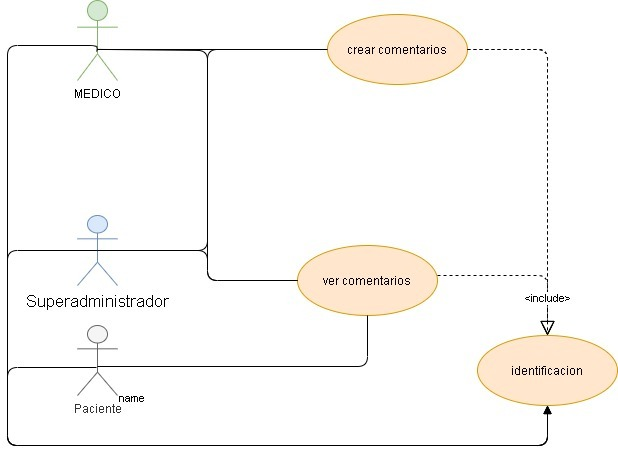 crear comentarios
MEDICO
ver comentarios
Superadministrador
<include>
identificacion
name
Paciente